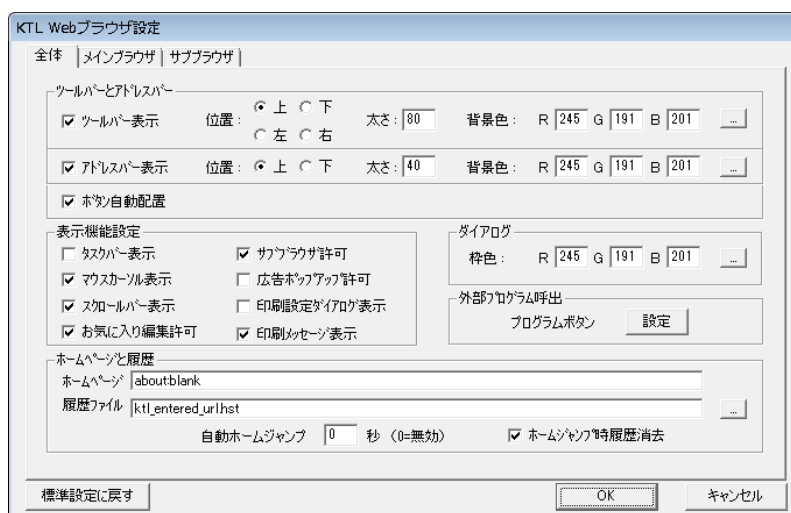 KTL Webブラウザ設定
全体 メインブラウザ サブブラウザ
ツールバーとアドレスバー
ツールバー表示 位置： 上 下 左 右 太さ： 80 背景色： R 245 G 191 B 201 ...
アドレスバー表示 位置： 上 下 太さ： 40 背景色： R 245 G 191 B 201 ...
ボタン自動配置
表示機能設定
タスクバー表示 サブブラウザ許可
マウスカーソル表示 広告ポップアップ許可
スクロールバー表示 印刷設定ダイアログ表示
お気に入り編集許可 印刷メッセージ表示
ダイアログ
枠色： R 245 G 191 B 201 ...
外部プログラム呼出
プログラムボタン 設定
ホームページと履歴
ホームページ about:blank
履歴ファイル ktl_entered_url.hst ...
自動ホームジャンプ 0 秒 (0=無効) ホームジャンプ時履歴消去
標準設定に戻す OK キャンセル